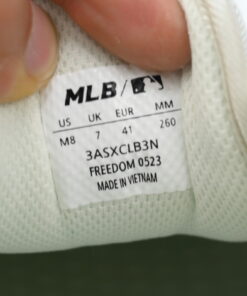 MLB
US UK EUR MM
M8 7 41 260
3ASXCLB3N
FREEDOM 0523
MADE IN VIETNAM